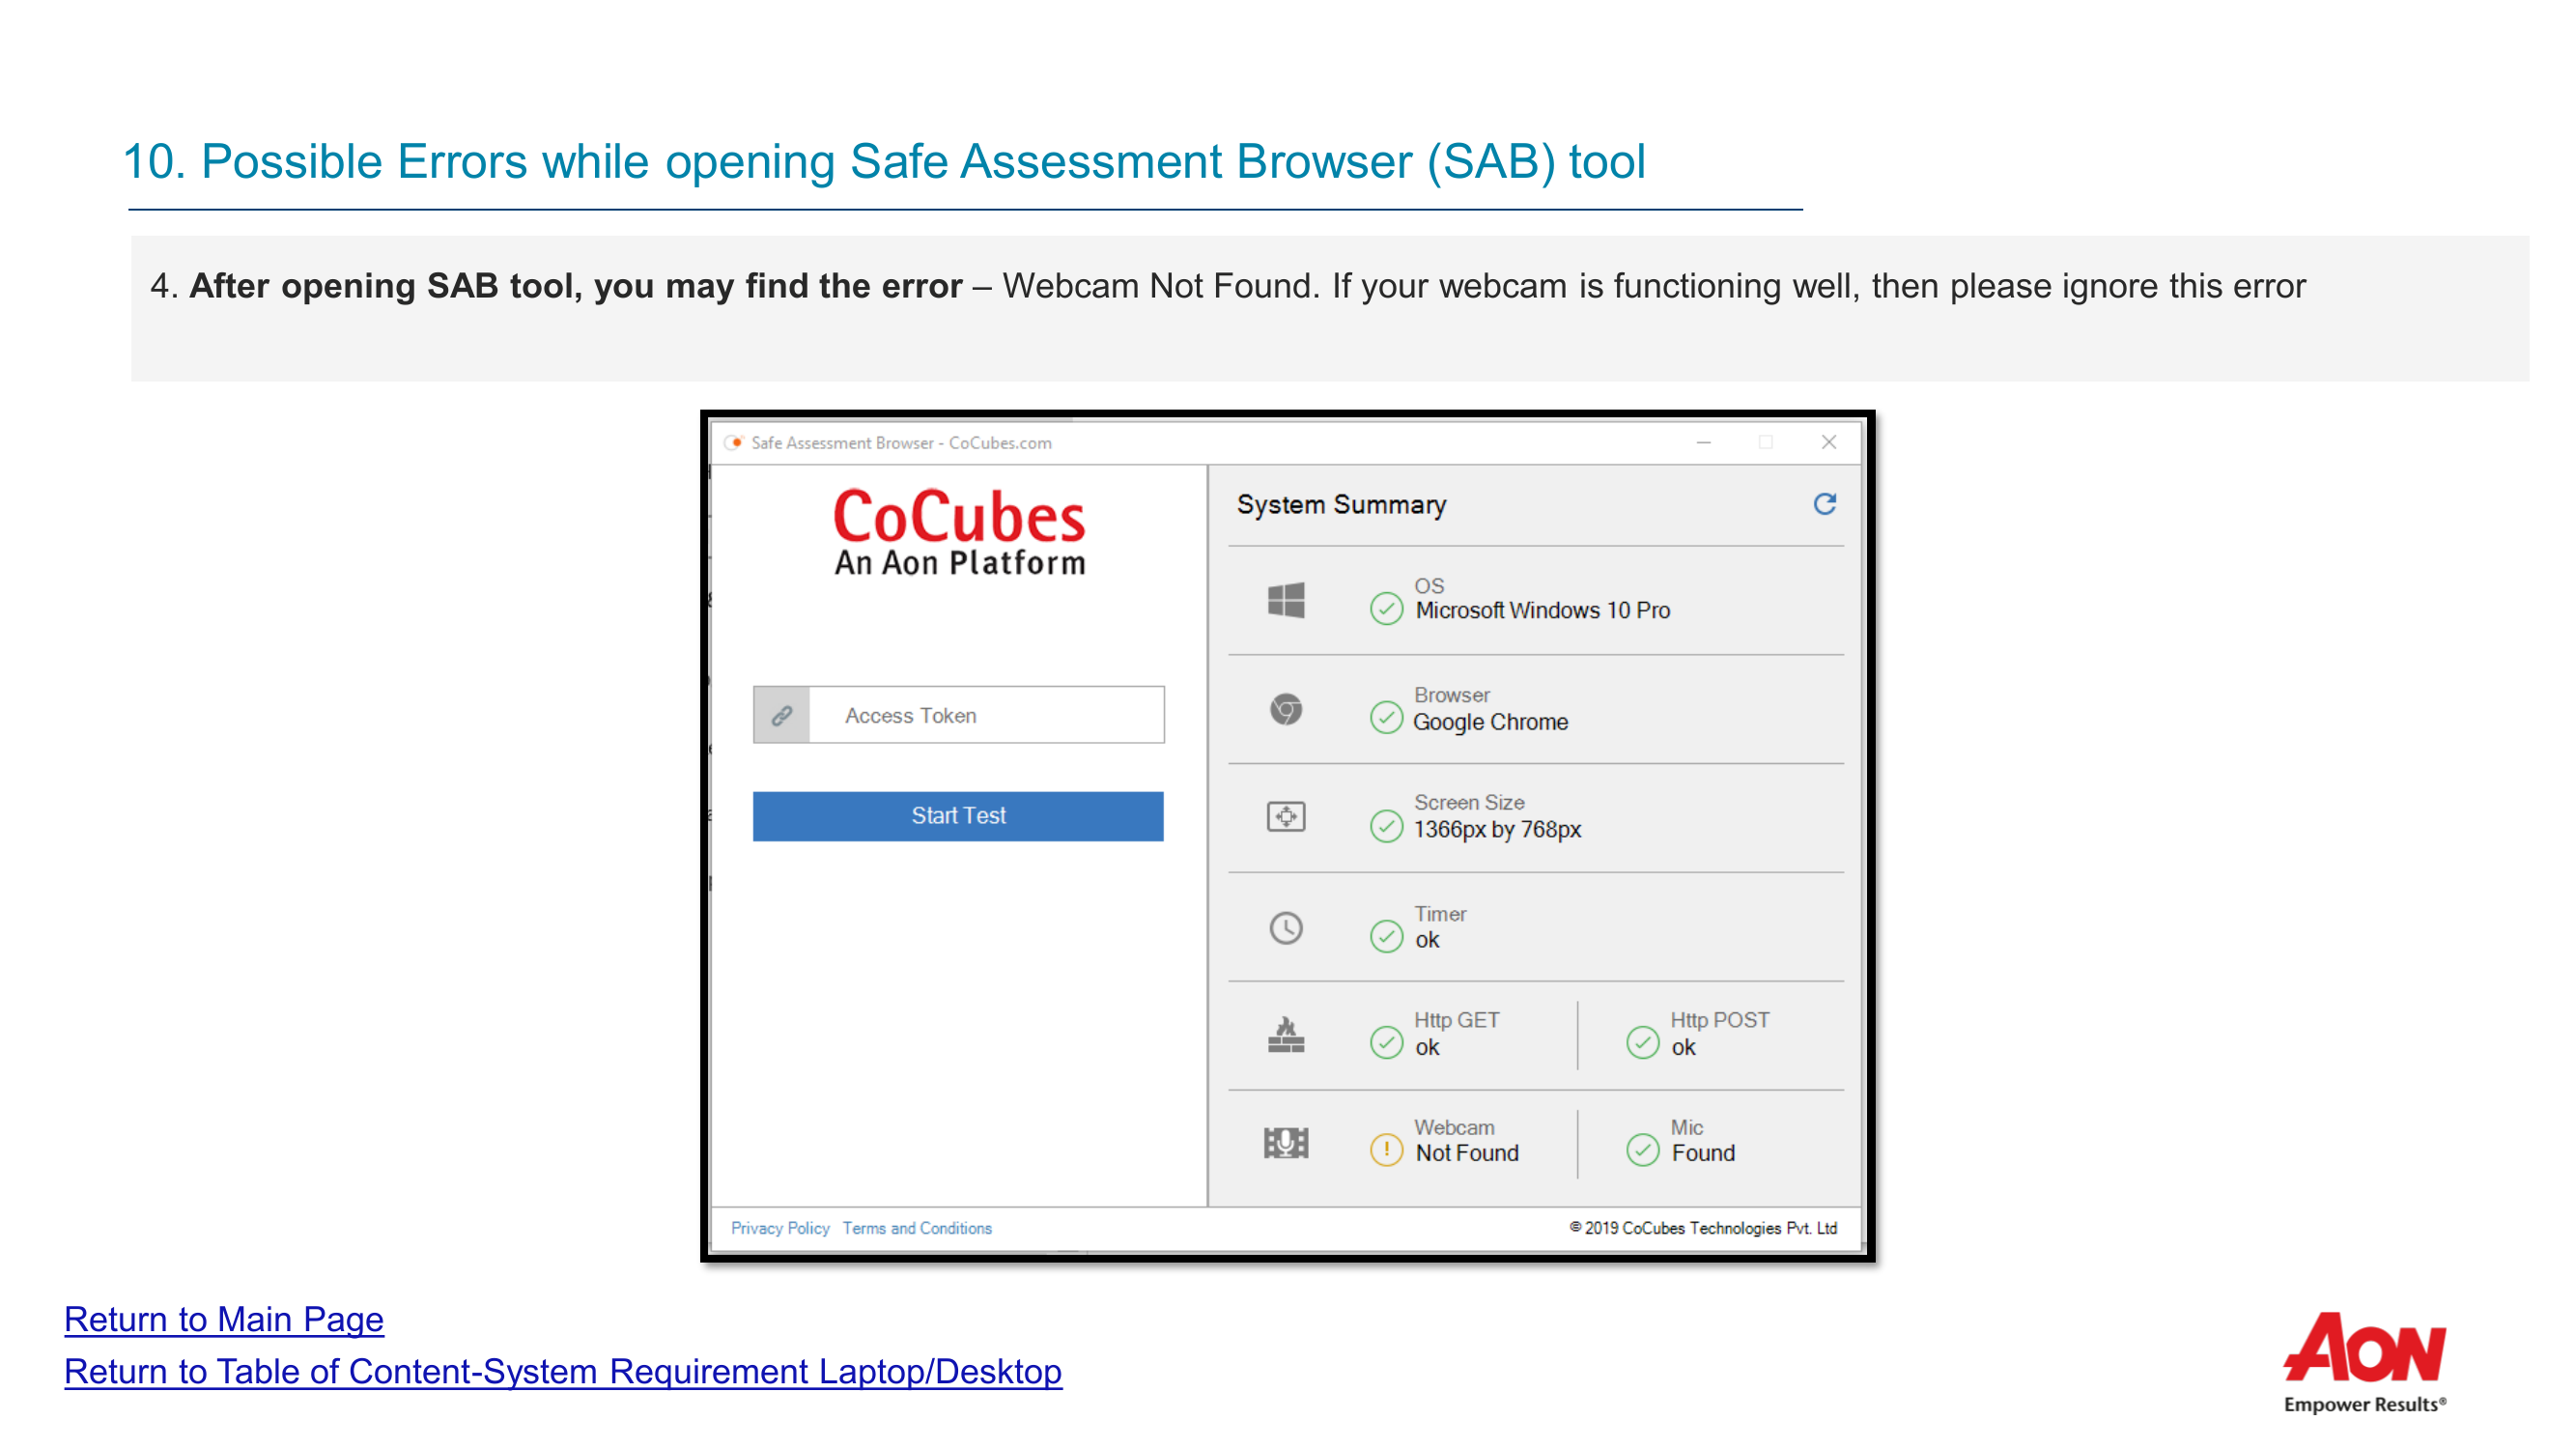 10. Possible Errors while opening Safe Assessment Browser (SAB) tool
4. After opening SAB tool, you may find the error – Webcam Not Found. If your webcam is functioning well, then please ignore this error
Safe Assessment Browser - CoCubes.com
CoCubes
An Aon Platform
Access Token
Start Test
System Summary
OS
Microsoft Windows 10 Pro
Browser
Google Chrome
Screen Size
1366px by 768px
Timer
ok
Http GET
ok
Http POST
ok
Webcam
Not Found
Mic
Found
Privacy Policy Terms and Conditions
© 2019 CoCubes Technologies Pvt. Ltd
Return to Main Page
Return to Table of Content-System Requirement Laptop/Desktop
AON
Empower Results®